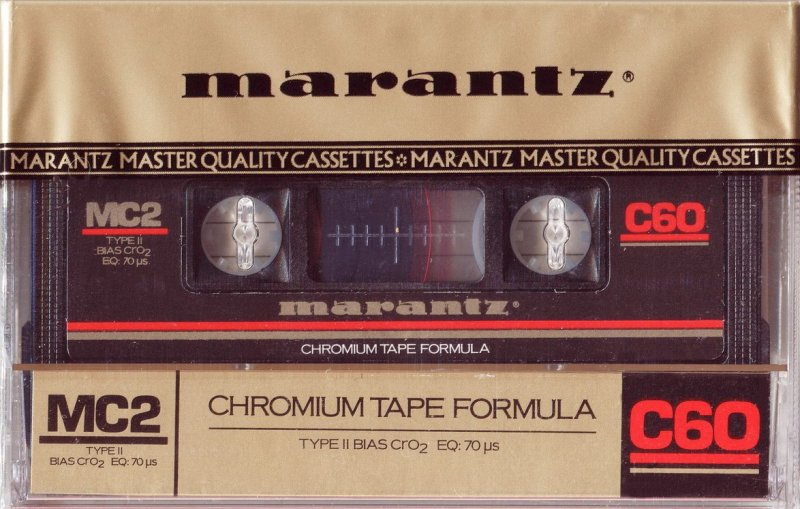 marantz®
MARANTZ MASTER QUALITY CASSETTES ✲ MARANTZ MASTER QUALITY CASSETTES
MC2
TYPE II
BIAS CrO₂
EQ: 70 µs
C60
marantz®
CHROMIUM TAPE FORMULA
MC2
TYPE II
BIAS CrO₂ EQ: 70 µs
CHROMIUM TAPE FORMULA
TYPE II BIAS CrO₂ EQ: 70 µs
C60